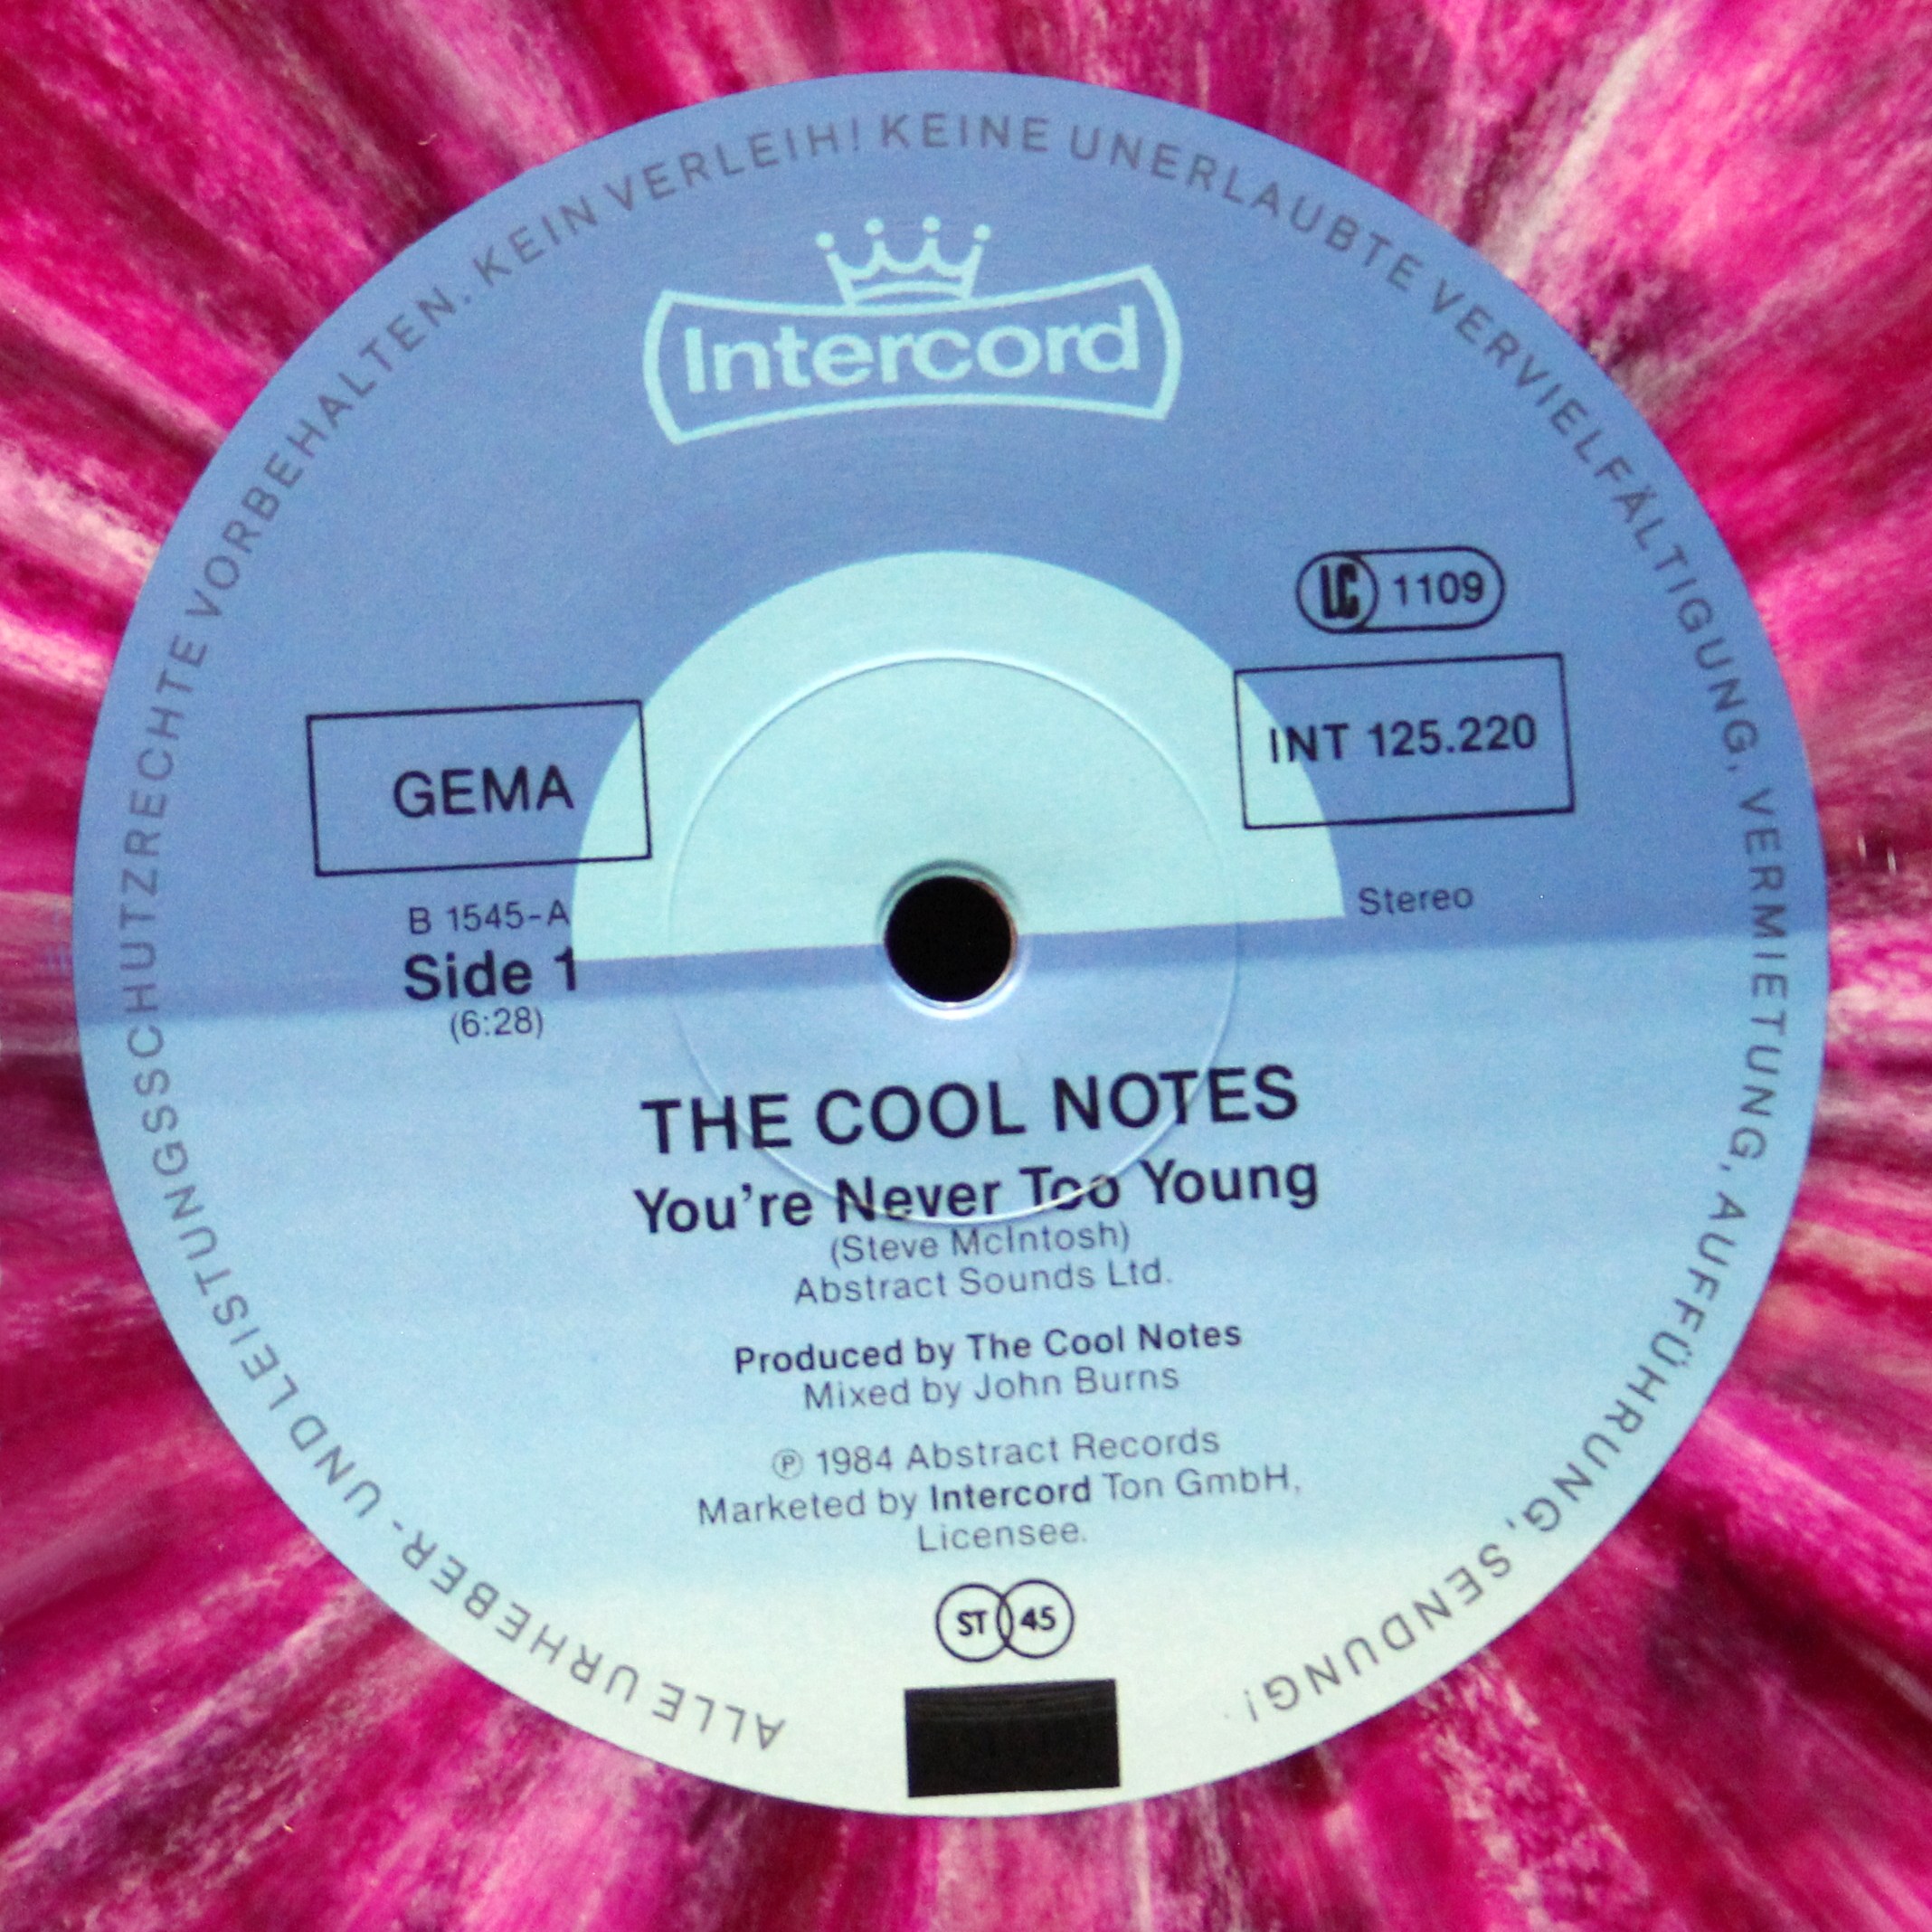 ALLE URHEBER- UND LEISTUNGSSCHUTZRECHTE VORBEHALTEN. KEIN VERLEIH! KEINE UNERLAUBTE VERVIELFÄLTIGUNG, VERMIETUNG, AUFFÜHRUNG, SENDUNG!
Intercord
LC 1109
GEMA
INT 125.220
B 1545-A
Stereo
Side 1
(6:28)
THE COOL NOTES
You're Never Too Young
(Steve McIntosh)
Abstract Sounds Ltd.
Produced by The Cool Notes
Mixed by John Burns
℗ 1984 Abstract Records
Marketed by Intercord Ton GmbH,
Licensee.
ST 45